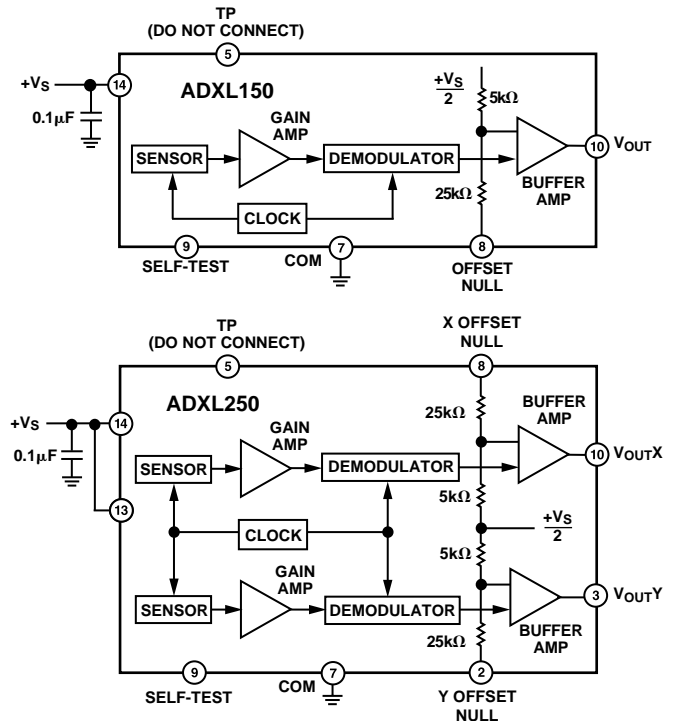 TP
(DO NOT CONNECT)
5
+VS
14
ADXL150
0.1μF
GAIN
AMP
+VS
2
5kΩ
SENSOR
DEMODULATOR
10
VOUT
25kΩ
BUFFER
AMP
CLOCK
9
7
8
SELF-TEST
COM
OFFSET
NULL
X OFFSET
NULL
TP
(DO NOT CONNECT)
5
8
+VS
14
ADXL250
0.1μF
25kΩ
BUFFER
AMP
GAIN
AMP
SENSOR
DEMODULATOR
10
VOUTX
13
5kΩ
CLOCK
+VS
2
5kΩ
GAIN
AMP
SENSOR
DEMODULATOR
3
VOUTY
25kΩ
BUFFER
AMP
9
7
2
SELF-TEST
COM
Y OFFSET
NULL